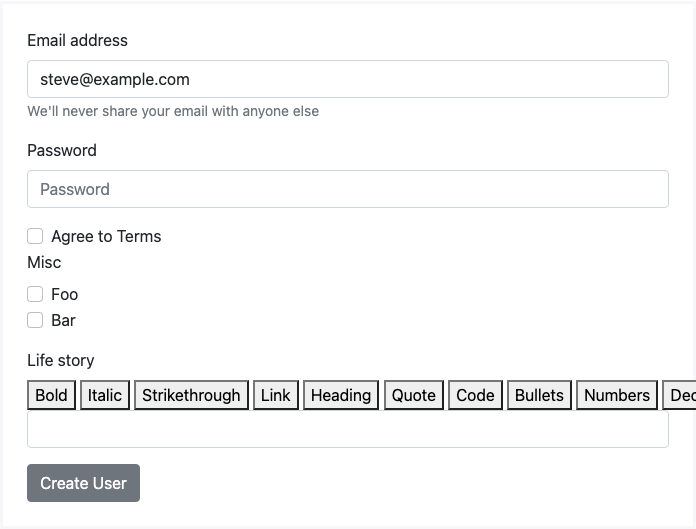 Email address
steve@example.com
We'll never share your email with anyone else
Password
Password
Agree to Terms
Misc
Foo
Bar
Life story
Bold Italic Strikethrough Link Heading Quote Code Bullets Numbers
Create User